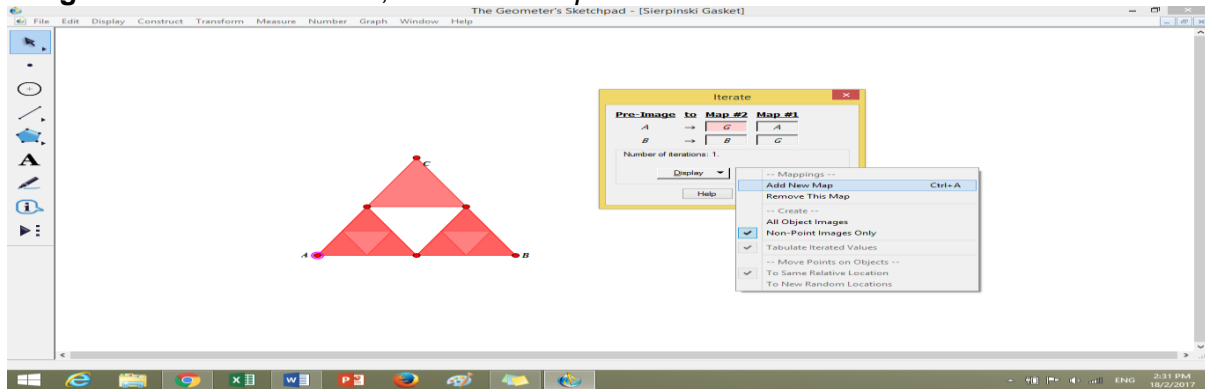 The Geometer's Sketchpad - [Sierpinski Gasket]
File Edit Display Construct Transform Measure Number Graph Window Help
Iterate
Pre-Image to Map #2 Map #1
A → G A
B → B G
Number of iterations: 1.
Display
Help
-- Mappings --
Add New Map Ctrl+A
Remove This Map
-- Create --
All Object Images
Non-Point Images Only
Tabulate Iterated Values
-- Move Points on Objects --
To Same Relative Location
To New Random Locations
C
A B
A
ENG
2:31 PM
18/2/2017